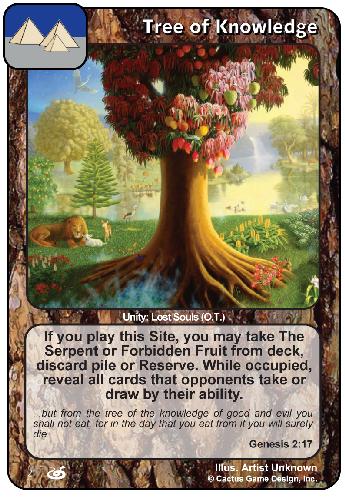 Tree of Knowledge
Unity: Lost Souls (O.T.)
If you play this Site, you may take The
Serpent or Forbidden Fruit from deck,
discard pile or Reserve. While occupied,
reveal all cards that opponents take or
draw by their ability.
...but from the tree of the knowledge of good and evil you
shall not eat, for in the day that you eat from it you will surely
die
Genesis 2:17
Illus. Artist Unknown
© Cactus Game Design, Inc.